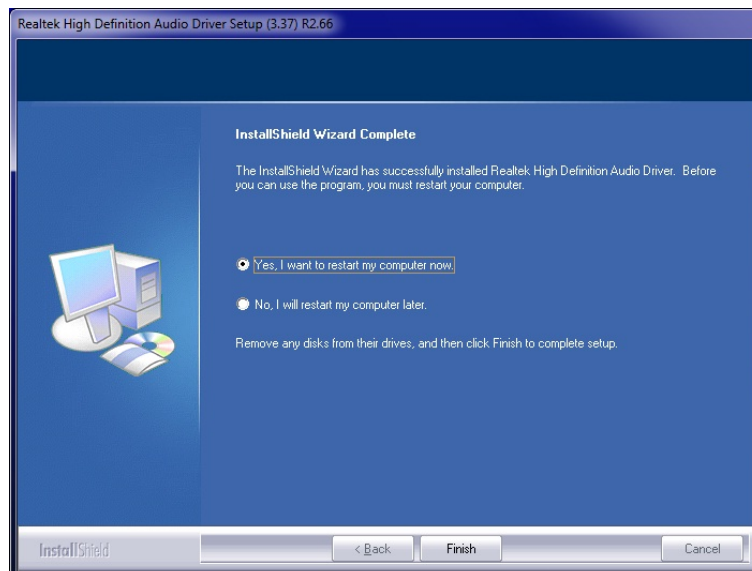 Realtek High Definition Audio Driver Setup (3.37) R2.66
InstallShield Wizard Complete
The InstallShield Wizard has successfully installed Realtek High Definition Audio Driver.  Before
you can use the program, you must restart your computer.
Yes, I want to restart my computer now.
No, I will restart my computer later.
Remove any disks from their drives, and then click Finish to complete setup.
InstallShield
< Back
Finish
Cancel